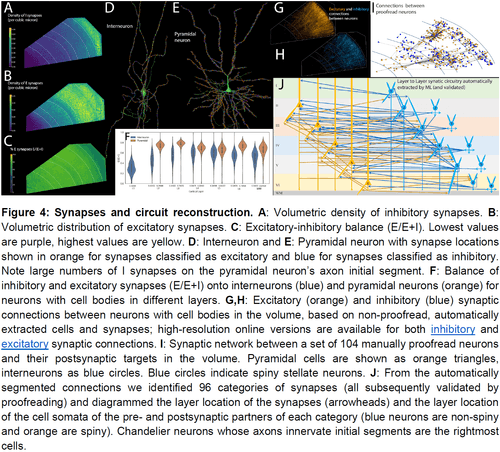 A
Density of I synapses
(per cubic micron)
B
Density of E synapses
(per cubic micron)
C
% E synapses (/E+I)
D
Interneuron
E
Pyramidal
neuron
F
G
Excitatory and inhibitory
connections
between neurons
H
I
Connections between
proofread neurons
J
Layer to Layer synaptic circuitry automatically
extracted by ML (and validated)
Figure 4: Synapses and circuit reconstruction. A: Volumetric density of inhibitory synapses. B:
Volumetric distribution of excitatory synapses. C: Excitatory-inhibitory balance (E/E+I). Lowest values
are purple, highest values are yellow. D: Interneuron and E: Pyramidal neuron with synapse locations
shown in orange for synapses classified as excitatory and blue for synapses classified as inhibitory.
Note large numbers of I synapses on the pyramidal neuron's axon initial segment. F: Balance of
inhibitory and excitatory synapses (E/E+I) onto interneurons (blue) and pyramidal neurons (orange) for
neurons with cell bodies in different layers. G,H: Excitatory (orange) and inhibitory (blue) synaptic
connections between neurons with cell bodies in the volume, based on non-proofread, automatically
extracted cells and synapses; high-resolution online versions are available for both inhibitory and
excitatory synaptic connections. I: Synaptic network between a set of 104 manually proofread neurons
and their postsynaptic targets in the volume. Pyramidal cells are shown as orange triangles,
interneurons as blue circles. Blue circles indicate spiny stellate neurons. J: From the automatically
segmented connections we identified 96 categories of synapses (all subsequently validated by
proofreading) and diagrammed the layer location of the synapses (arrowheads) and the layer location
of the cell somata of the pre- and postsynaptic partners of each category (blue neurons are non-spiny
and orange are spiny). Chandelier neurons whose axons innervate initial segments are the rightmost
cells.